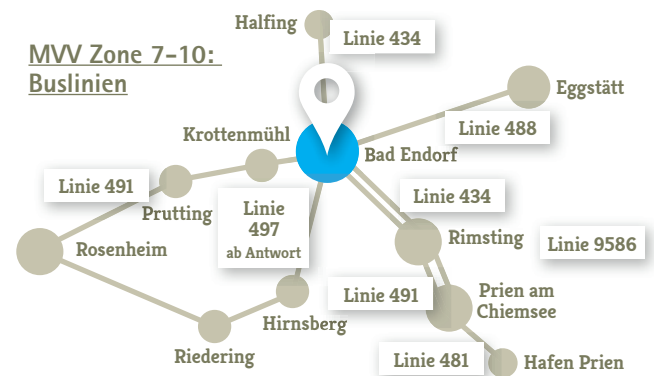 Halfing
Linie 434
MVV Zone 7-10:
Buslinien
Eggstätt
Linie 488
Krottenmühl
Bad Endorf
Linie 491
Prutting
Linie
497
ab Antwort
Linie 434
Rimsting
Linie 9586
Rosenheim
Linie 491
Prien am
Chiemsee
Hirnsberg
Riedering
Linie 481
Hafen Prien